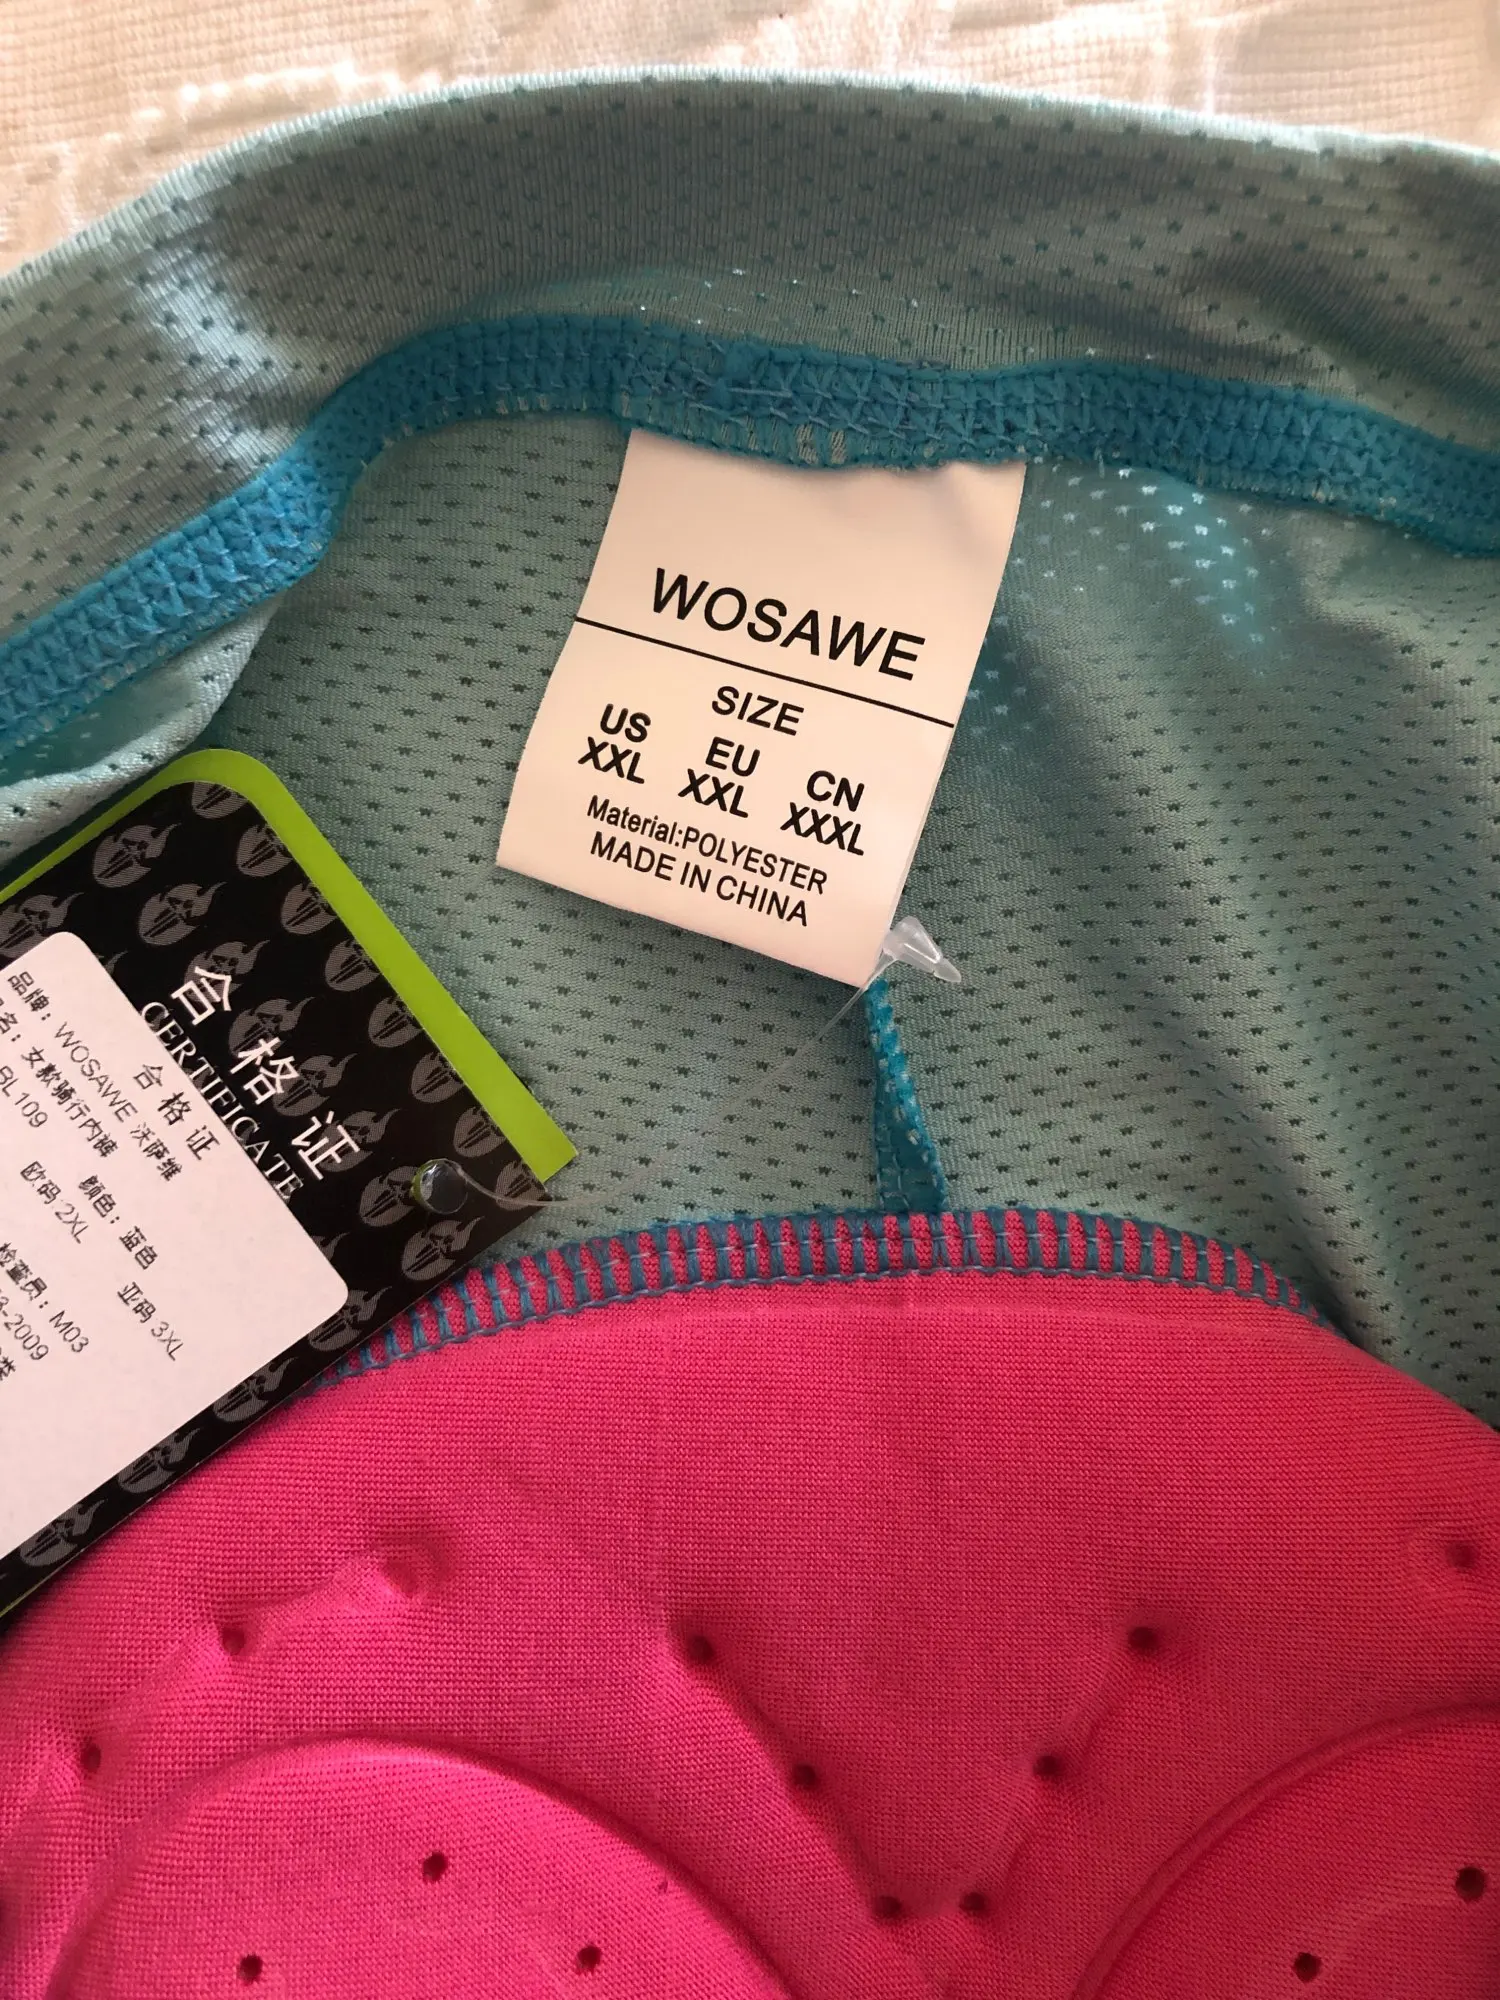 WOSAWE
SIZE
US EU CN
XXL XXL XXXL
Material:POLYESTER
MADE IN CHINA
合格证
CERTIFICATE
合格证
品牌：WOSAWE 沃萨维
名：女款骑行内裤
BL109 颜色：蓝色
欧码 2XL 亚码 3XL
检查员：M03
-2009